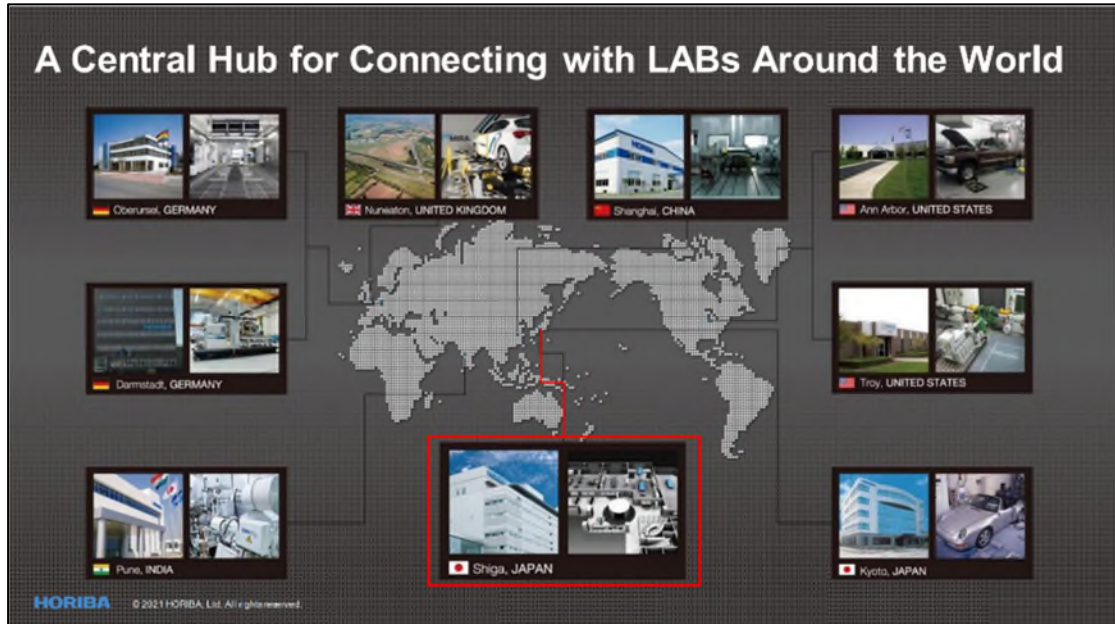 A Central Hub for Connecting with LABs Around the World
Oberursel, GERMANY
Nuneaton, UNITED KINGDOM
Shanghai, CHINA
Ann Arbor, UNITED STATES
Darmstadt, GERMANY
Troy, UNITED STATES
Pune, INDIA
Shiga, JAPAN
Kyoto, JAPAN
HORIBA © 2021 HORIBA, Ltd. All rights reserved.